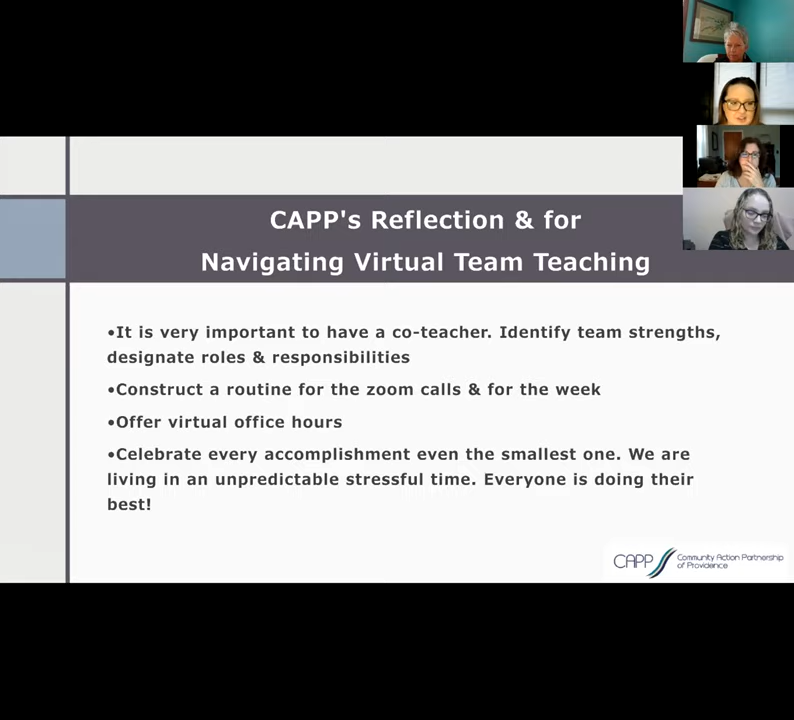 CAPP's Reflection & for
Navigating Virtual Team Teaching
•It is very important to have a co-teacher. Identify team strengths,
designate roles & responsibilities
•Construct a routine for the zoom calls & for the week
•Offer virtual office hours
•Celebrate every accomplishment even the smallest one. We are
living in an unpredictable stressful time. Everyone is doing their
best!
CAPP
Community Action Partnership
of Providence